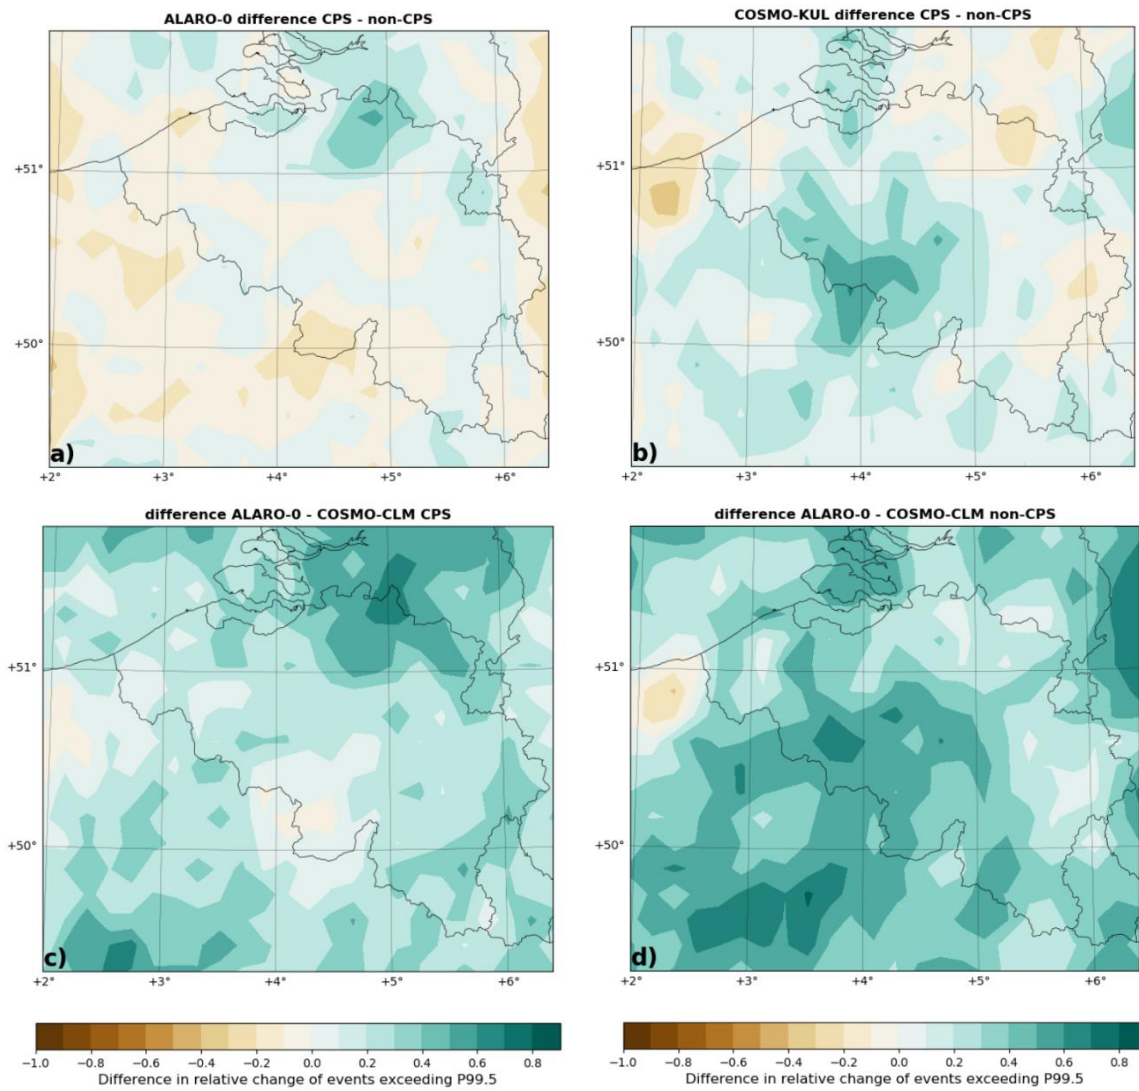 ALARO-0 difference CPS - non-CPS
COSMO-KUL difference CPS - non-CPS
+51°
+50°
a)
+2° +3° +4° +5° +6°
+51°
+50°
b)
+2° +3° +4° +5° +6°
difference ALARO-0 - COSMO-CLM CPS
difference ALARO-0 - COSMO-CLM non-CPS
+51°
+50°
c)
+2° +3° +4° +5° +6°
+51°
+50°
d)
+2° +3° +4° +5° +6°
−1.0 −0.8 −0.6 −0.4 −0.2 0.0 0.2 0.4 0.6 0.8
Difference in relative change of events exceeding P99.5
−1.0 −0.8 −0.6 −0.4 −0.2 0.0 0.2 0.4 0.6 0.8
Difference in relative change of events exceeding P99.5